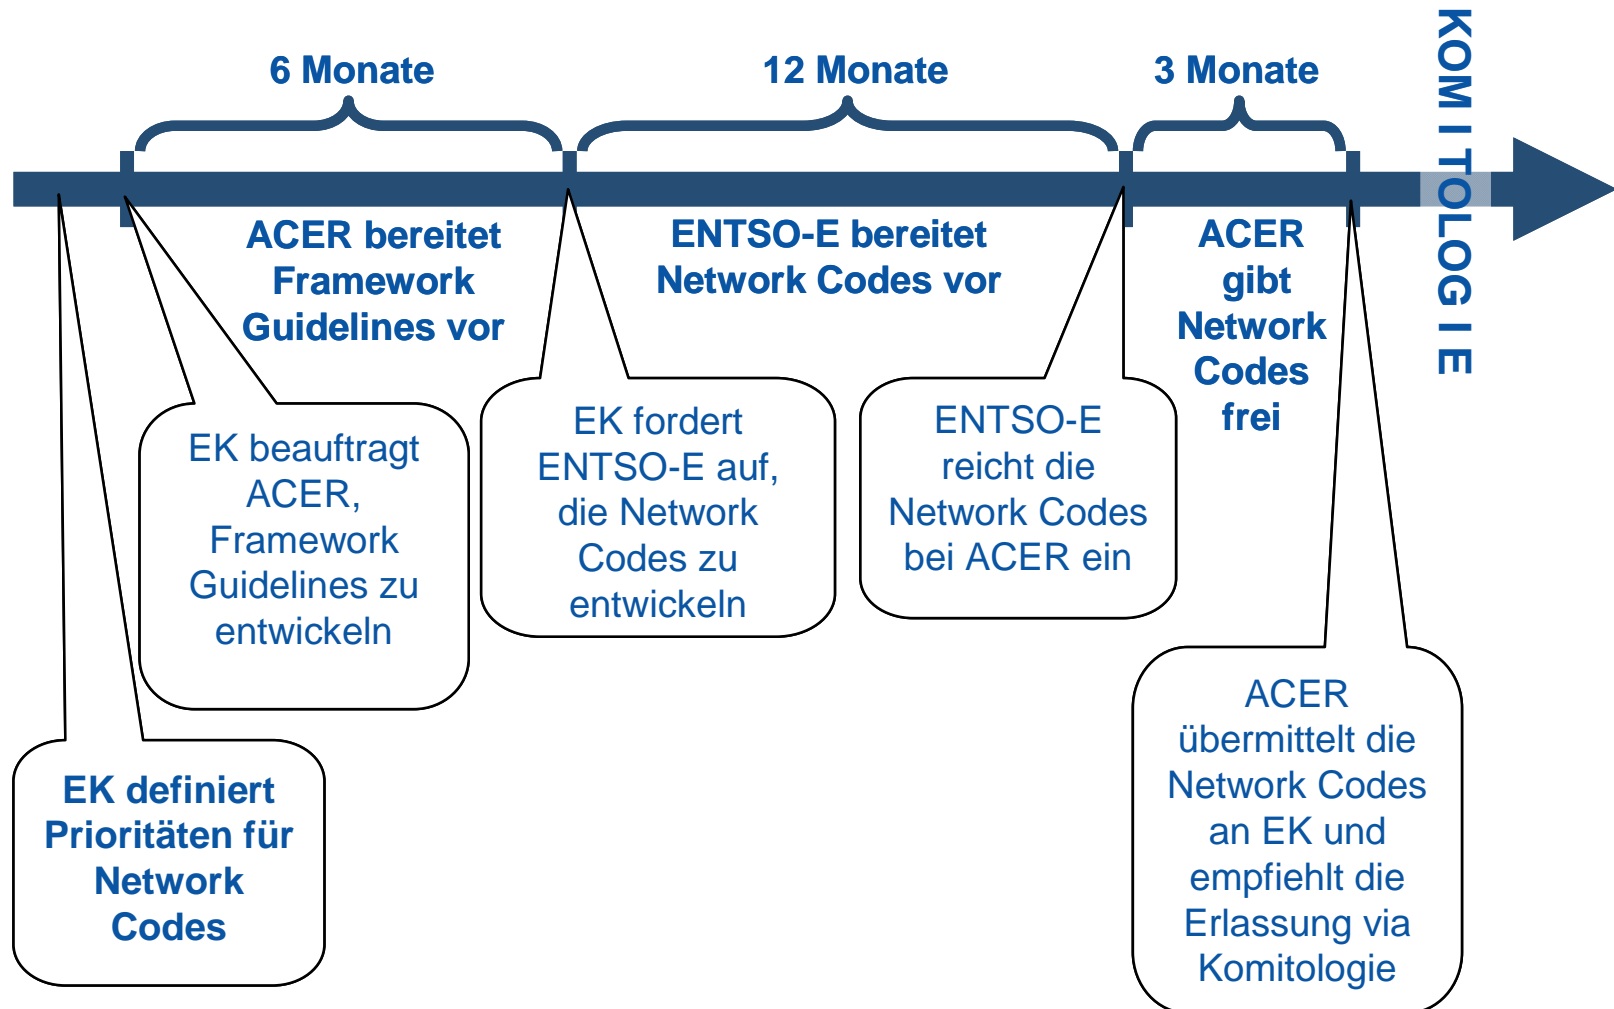 6 Monate
12 Monate
3 Monate
KOMITOLOGIE
ACER bereitet
Framework
Guidelines vor
ENTSO-E bereitet
Network Codes vor
ACER
gibt
Network
Codes
frei
EK beauftragt
ACER,
Framework
Guidelines zu
entwickeln
EK fordert
ENTSO-E auf,
die Network
Codes zu
entwickeln
ENTSO-E
reicht die
Network Codes
bei ACER ein
EK definiert
Prioritäten für
Network
Codes
ACER
übermittelt die
Network Codes
an EK und
empfiehlt die
Erlassung via
Komitologie